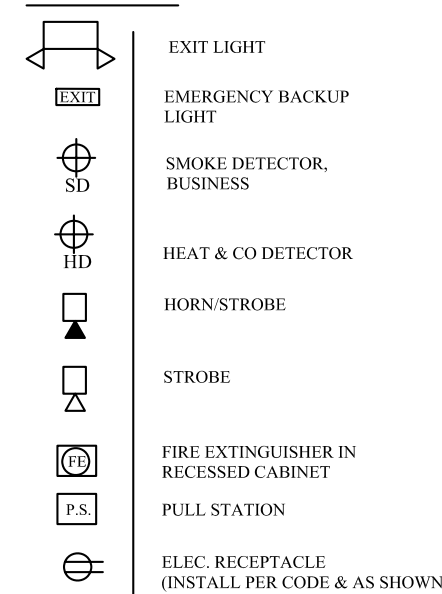 EXIT LIGHT
EXIT EMERGENCY BACKUP
LIGHT
SMOKE DETECTOR,
SD BUSINESS
HD HEAT & CO DETECTOR
HORN/STROBE
STROBE
FE FIRE EXTINGUISHER IN
RECESSED CABINET
P.S. PULL STATION
ELEC. RECEPTACLE
(INSTALL PER CODE & AS SHOWN